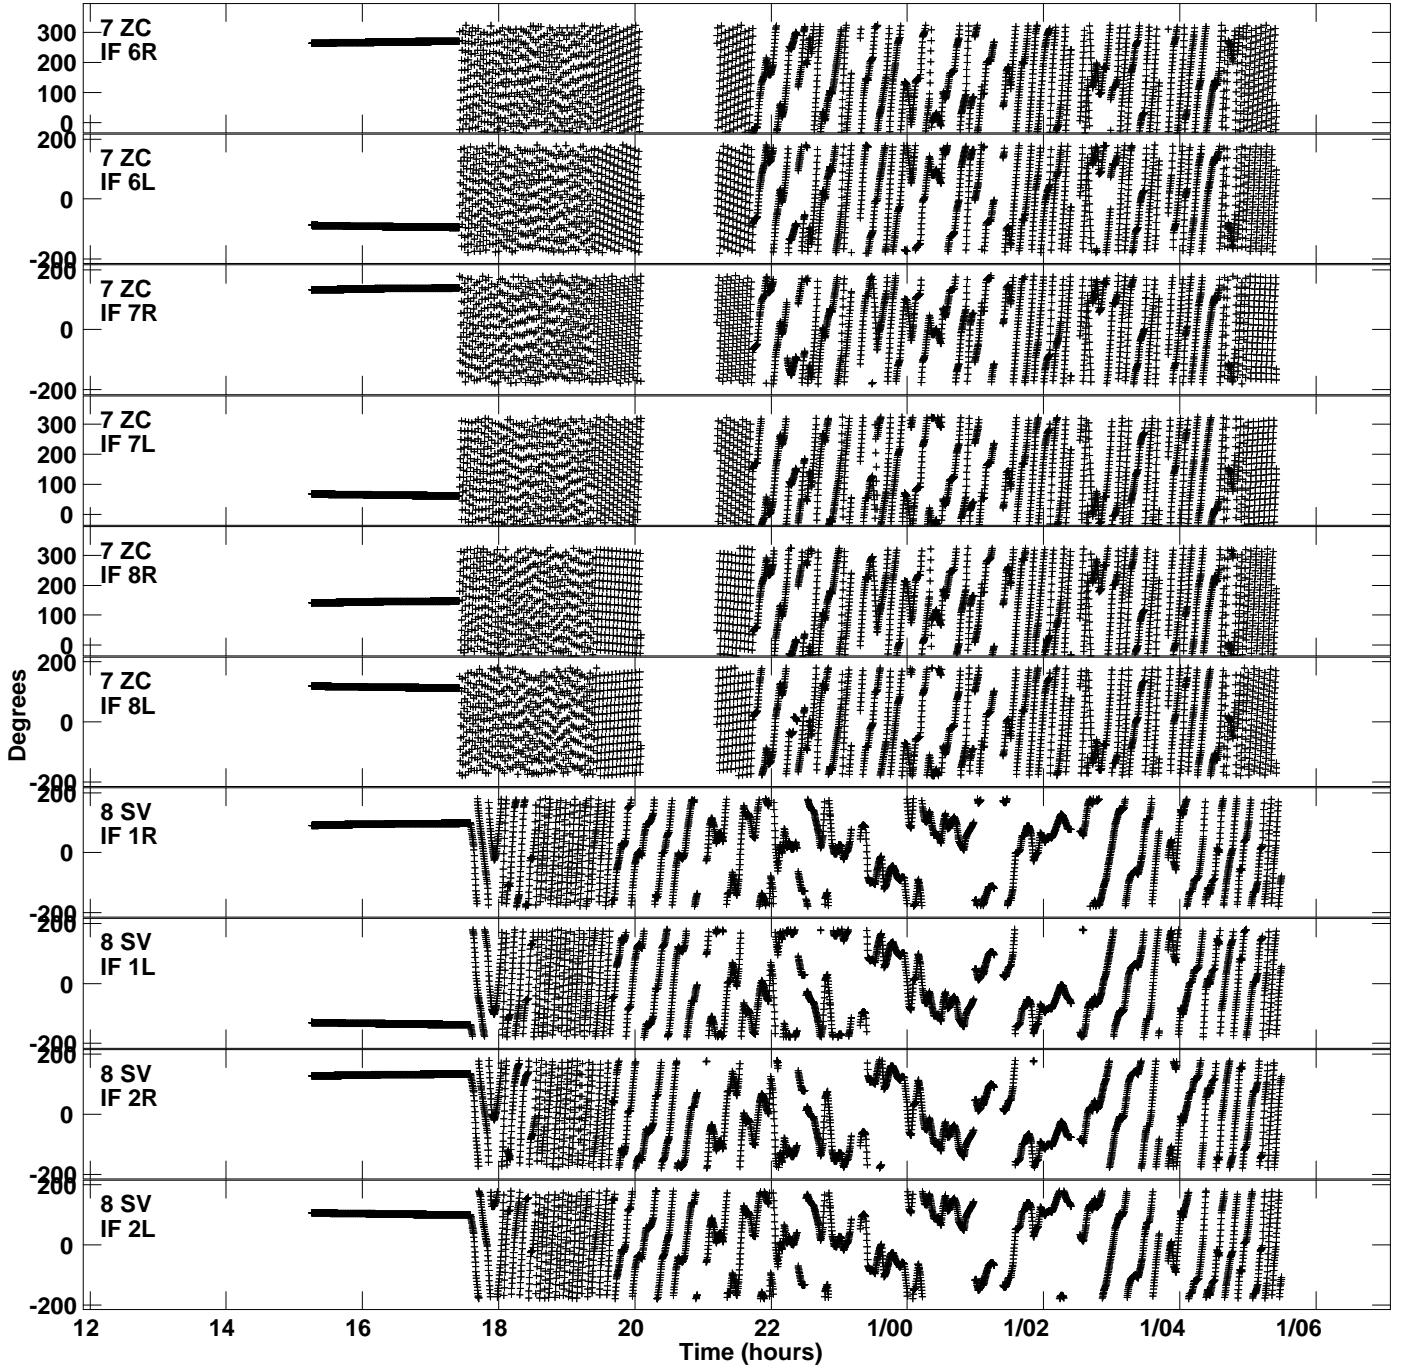 7 ZC
IF 6R
300
200
100
0
7 ZC
IF 6L
200
0
-200
7 ZC
IF 7R
200
0
-200
7 ZC
IF 7L
300
200
100
0
7 ZC
IF 8R
300
200
100
0
7 ZC
IF 8L
200
0
-200
Degrees
8 SV
IF 1R
200
0
-200
8 SV
IF 1L
200
0
-200
8 SV
IF 2R
200
0
-200
8 SV
IF 2L
200
0
-200
12 14 16 18 20 22 1/00 1/02 1/04 1/06
Time (hours)